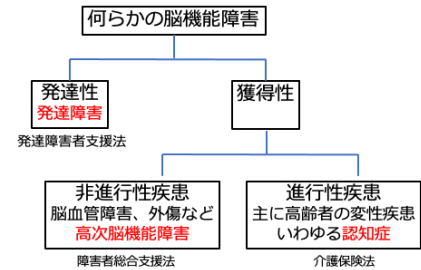 何らかの脳機能障害
発達性
発達障害
発達障害者支援法
獲得性
非進行性疾患
脳血管障害、外傷など
高次脳機能障害
障害者総合支援法
進行性疾患
主に高齢者の変性疾患
いわゆる認知症
介護保険法